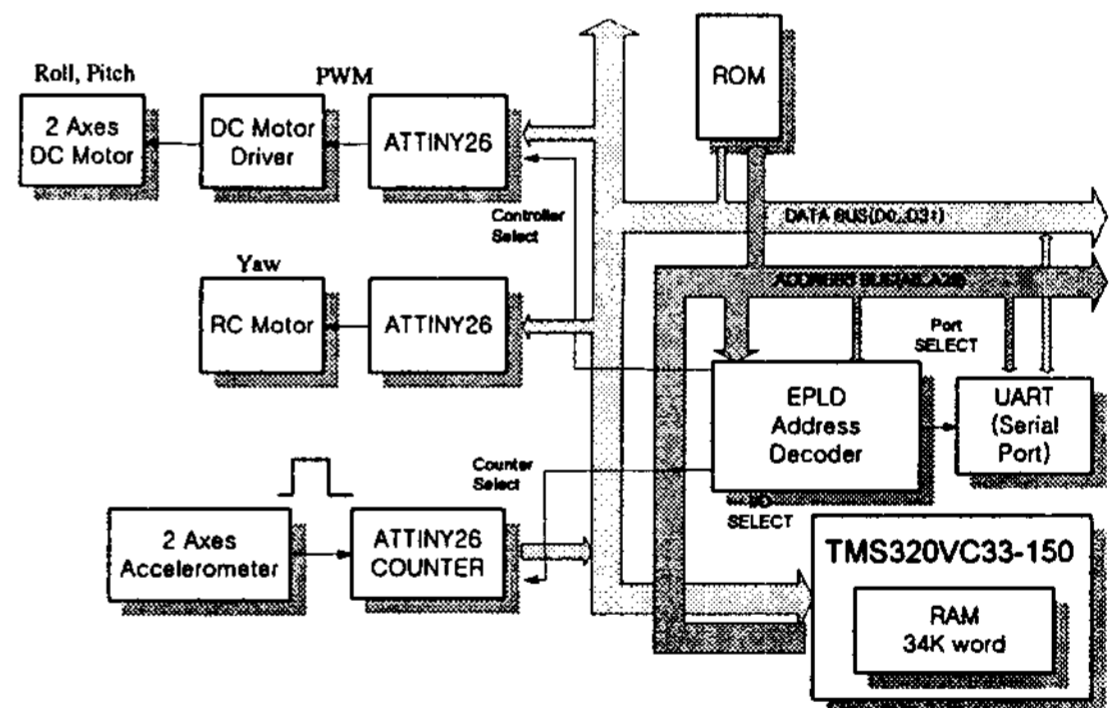 Roll, Pitch
PWM
ROM
2 Axes
DC Motor
DC Motor
Driver
ATTINY26
Controller
Select
DATA BUS(D0..D31)
Yaw
ADDRESS
RC Motor
ATTINY26
Port
SELECT
EPLD
Address
Decoder
UART
(Serial
Port)
Counter
Select
I/O
SELECT
2 Axes
Accelerometer
ATTINY26
COUNTER
TMS320VC33-150
RAM
34K word